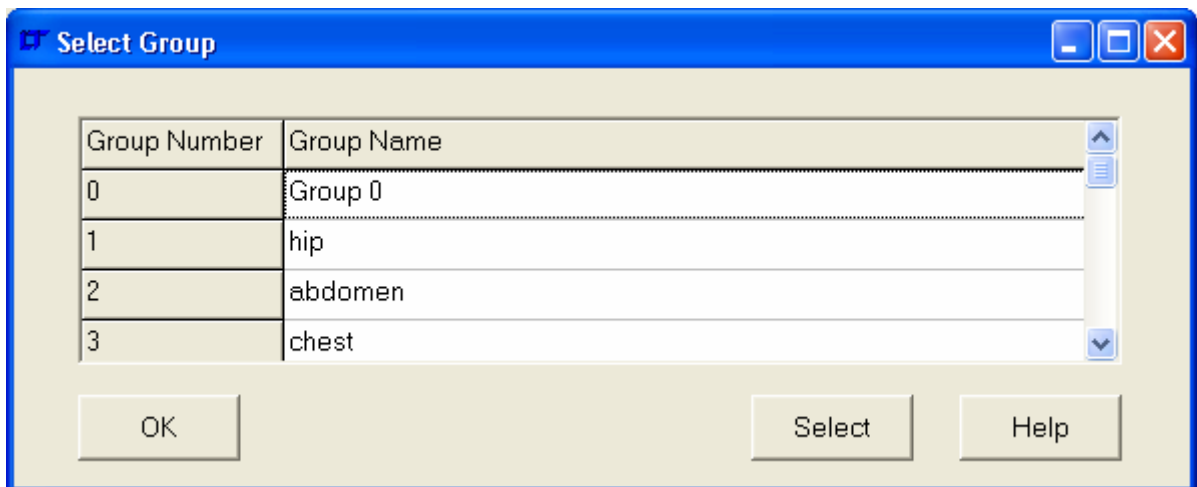 Select Group
Group Number Group Name
0 Group 0
1 hip
2 abdomen
3 chest
OK Select Help